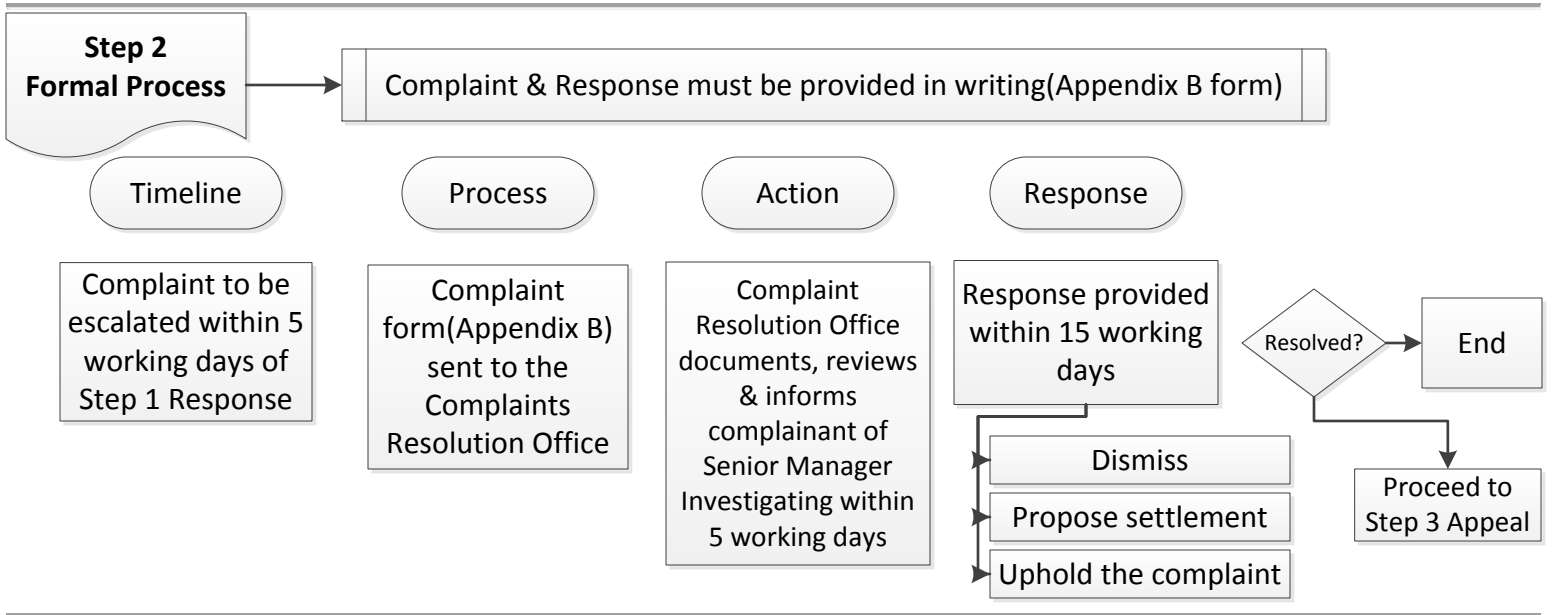 Step 2
Formal Process
Complaint & Response must be provided in writing(Appendix B form)
Timeline
Process
Action
Response
Complaint to be
escalated within 5
working days of
Step 1 Response
Complaint
form(Appendix B)
sent to the
Complaints
Resolution Office
Complaint
Resolution Office
documents, reviews
& informs
complainant of
Senior Manager
Investigating within
5 working days
Response provided
within 15 working
days
Dismiss
Propose settlement
Uphold the complaint
Resolved?
End
Proceed to
Step 3 Appeal